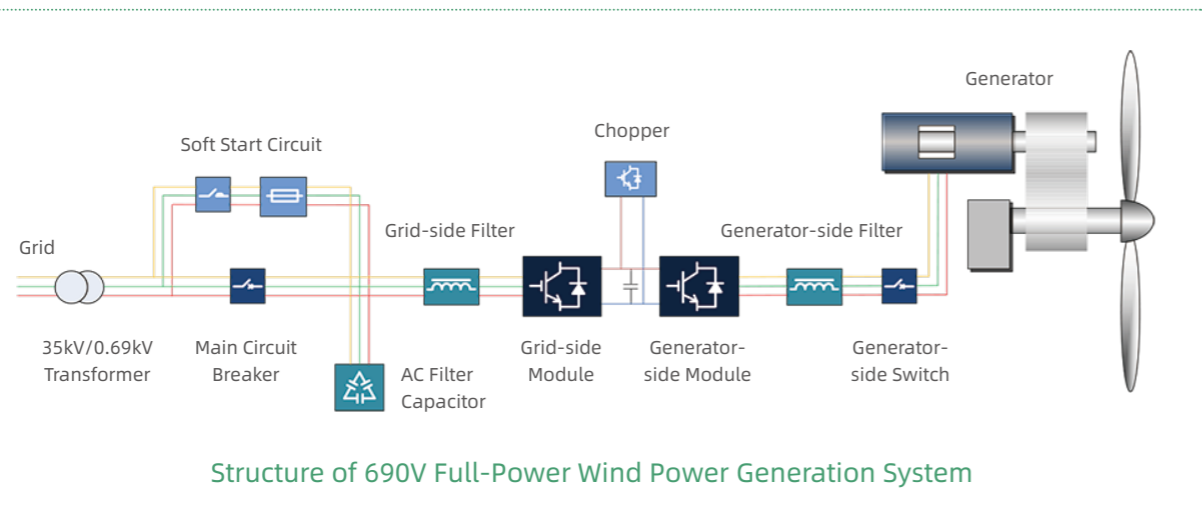 Generator
Chopper
Soft Start Circuit
Grid-side Filter
Generator-side Filter
Grid
35kV/0.69kV
Transformer
Main Circuit
Breaker
AC Filter
Capacitor
Grid-side
Module
Generator-
side Module
Generator-
side Switch
Structure of 690V Full-Power Wind Power Generation System